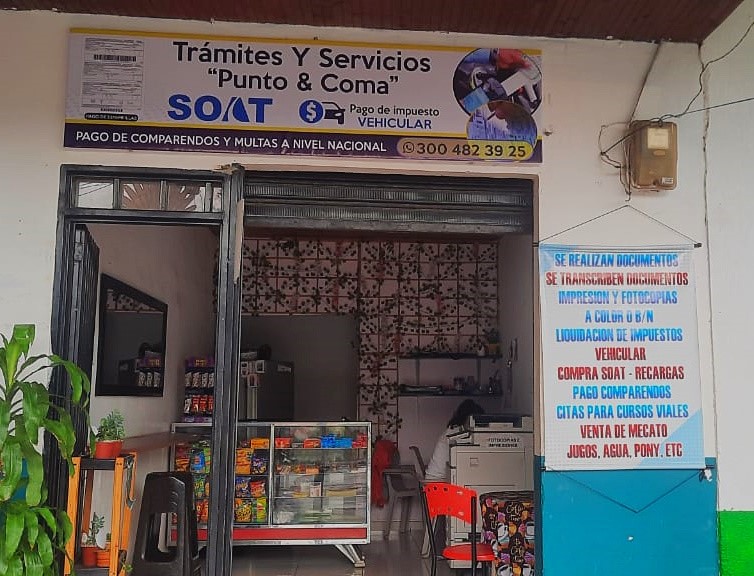 Trámites Y Servicios
"Punto & Coma"
SOAT
$
Pago de impuesto
VEHICULAR
PAGO DE COMPARENDOS Y MULTAS A NIVEL NACIONAL
300 482 39 25
SE REALIZAN DOCUMENTOS
SE TRANSCRIBEN DOCUMENTOS
IMPRESION Y FOTOCOPIAS
A COLOR O B/N
LIQUIDACION DE IMPUESTOS
VEHICULAR
COMPRA SOAT - RECARGAS
PAGO COMPARENDOS
CITAS PARA CURSOS VIALES
VENTA DE MECATO
JUGOS, AGUA, PONY, ETC
FOTOCOPIAS E
IMPRESIONES